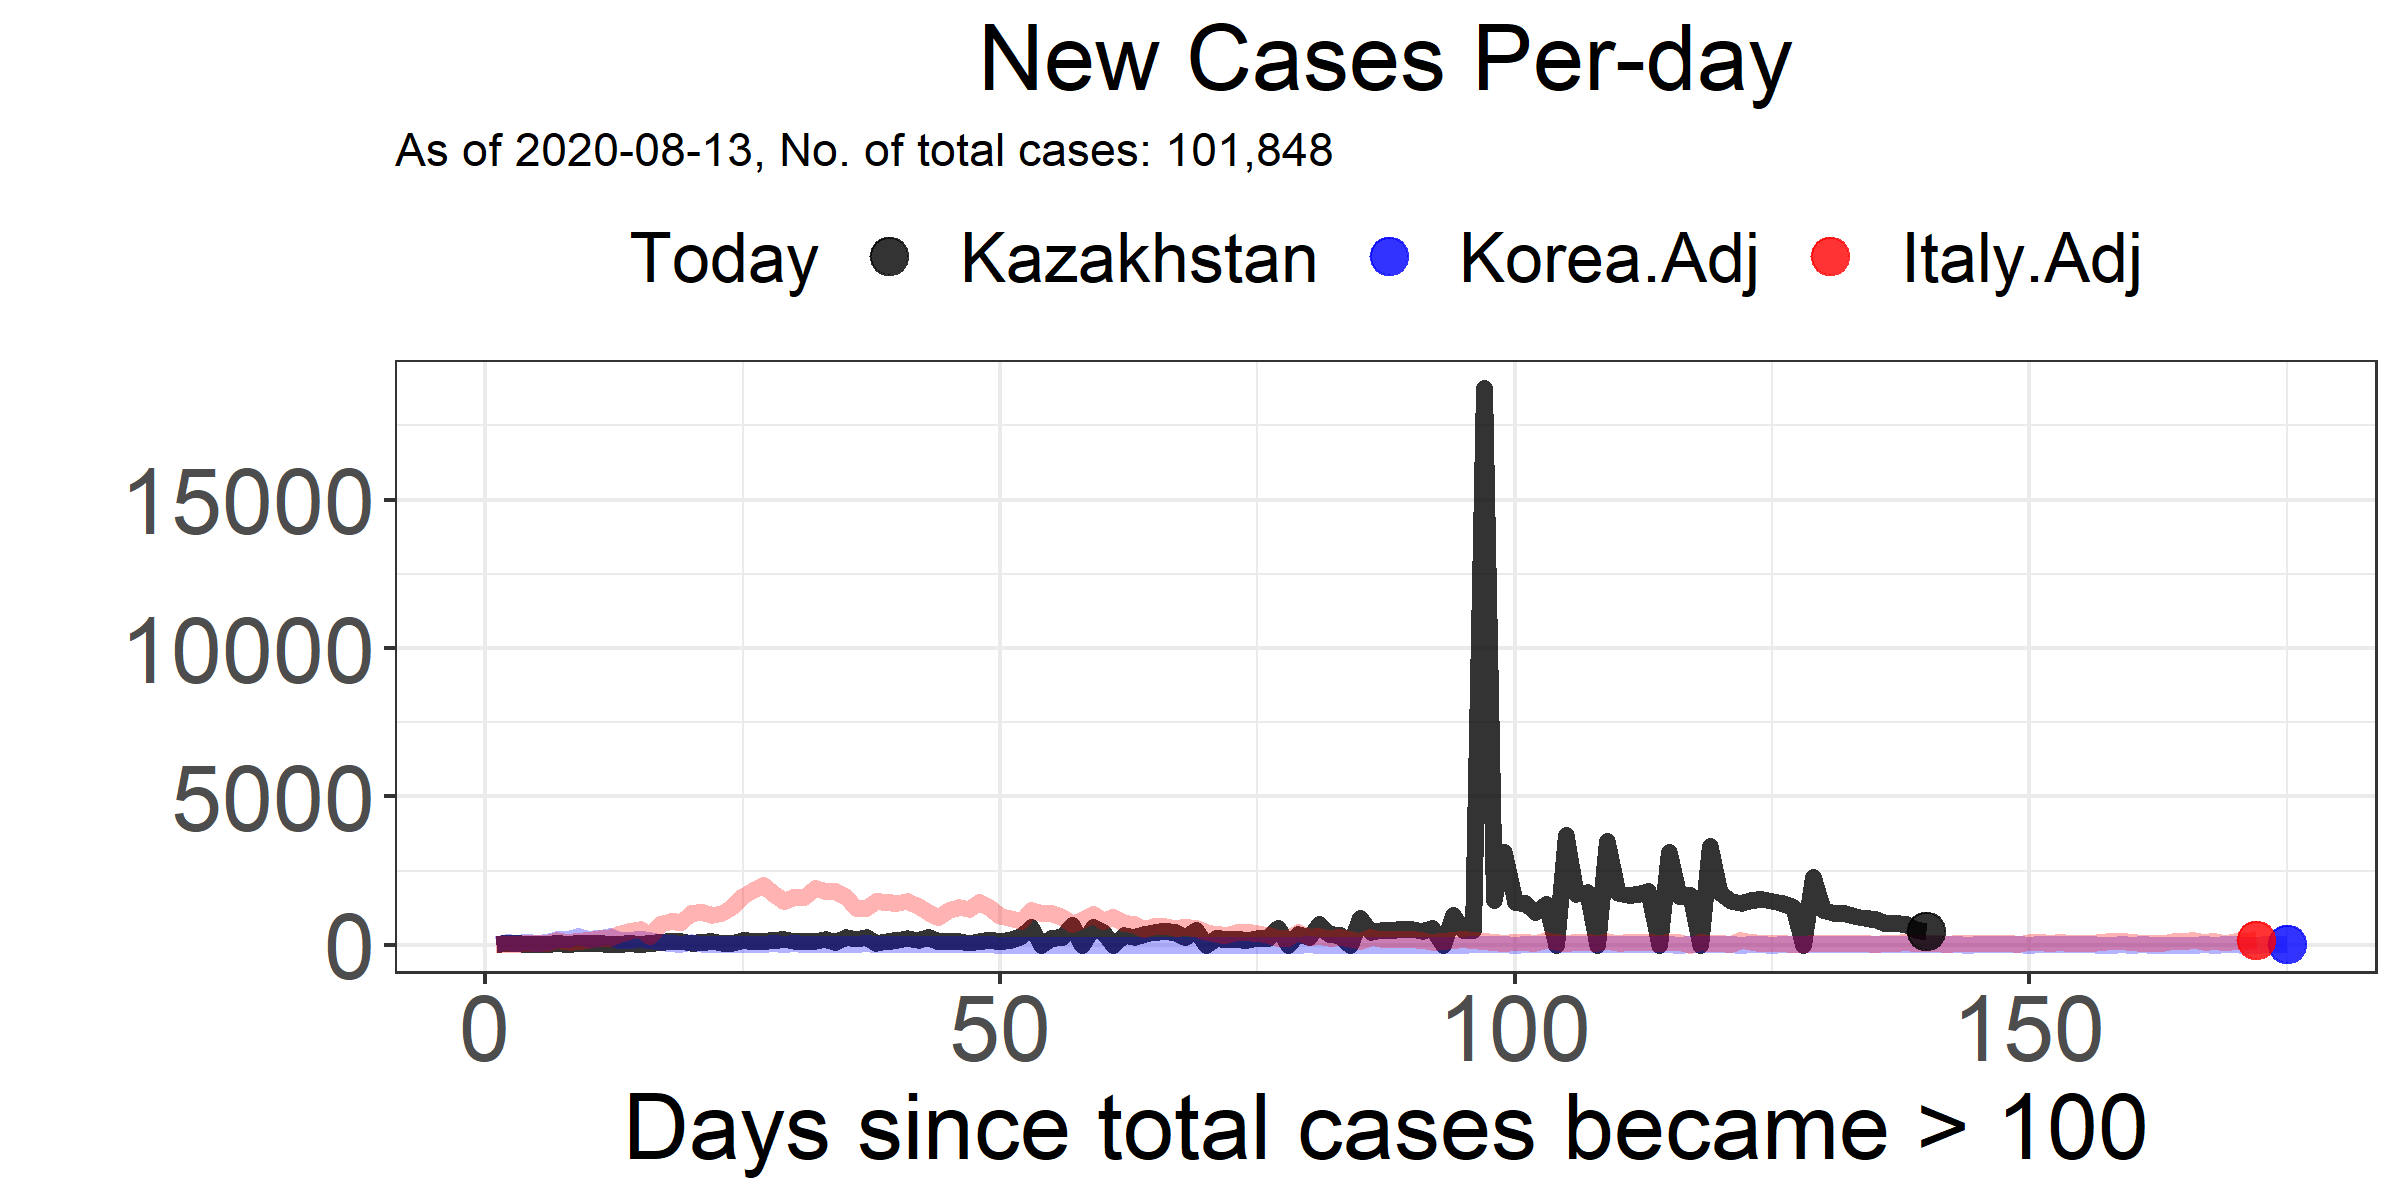 New Cases Per-day
As of 2020-08-13, No. of total cases: 101,848
Today Kazakhstan Korea.Adj Italy.Adj
15000
10000
5000
0
0 50 100 150
Days since total cases became > 100